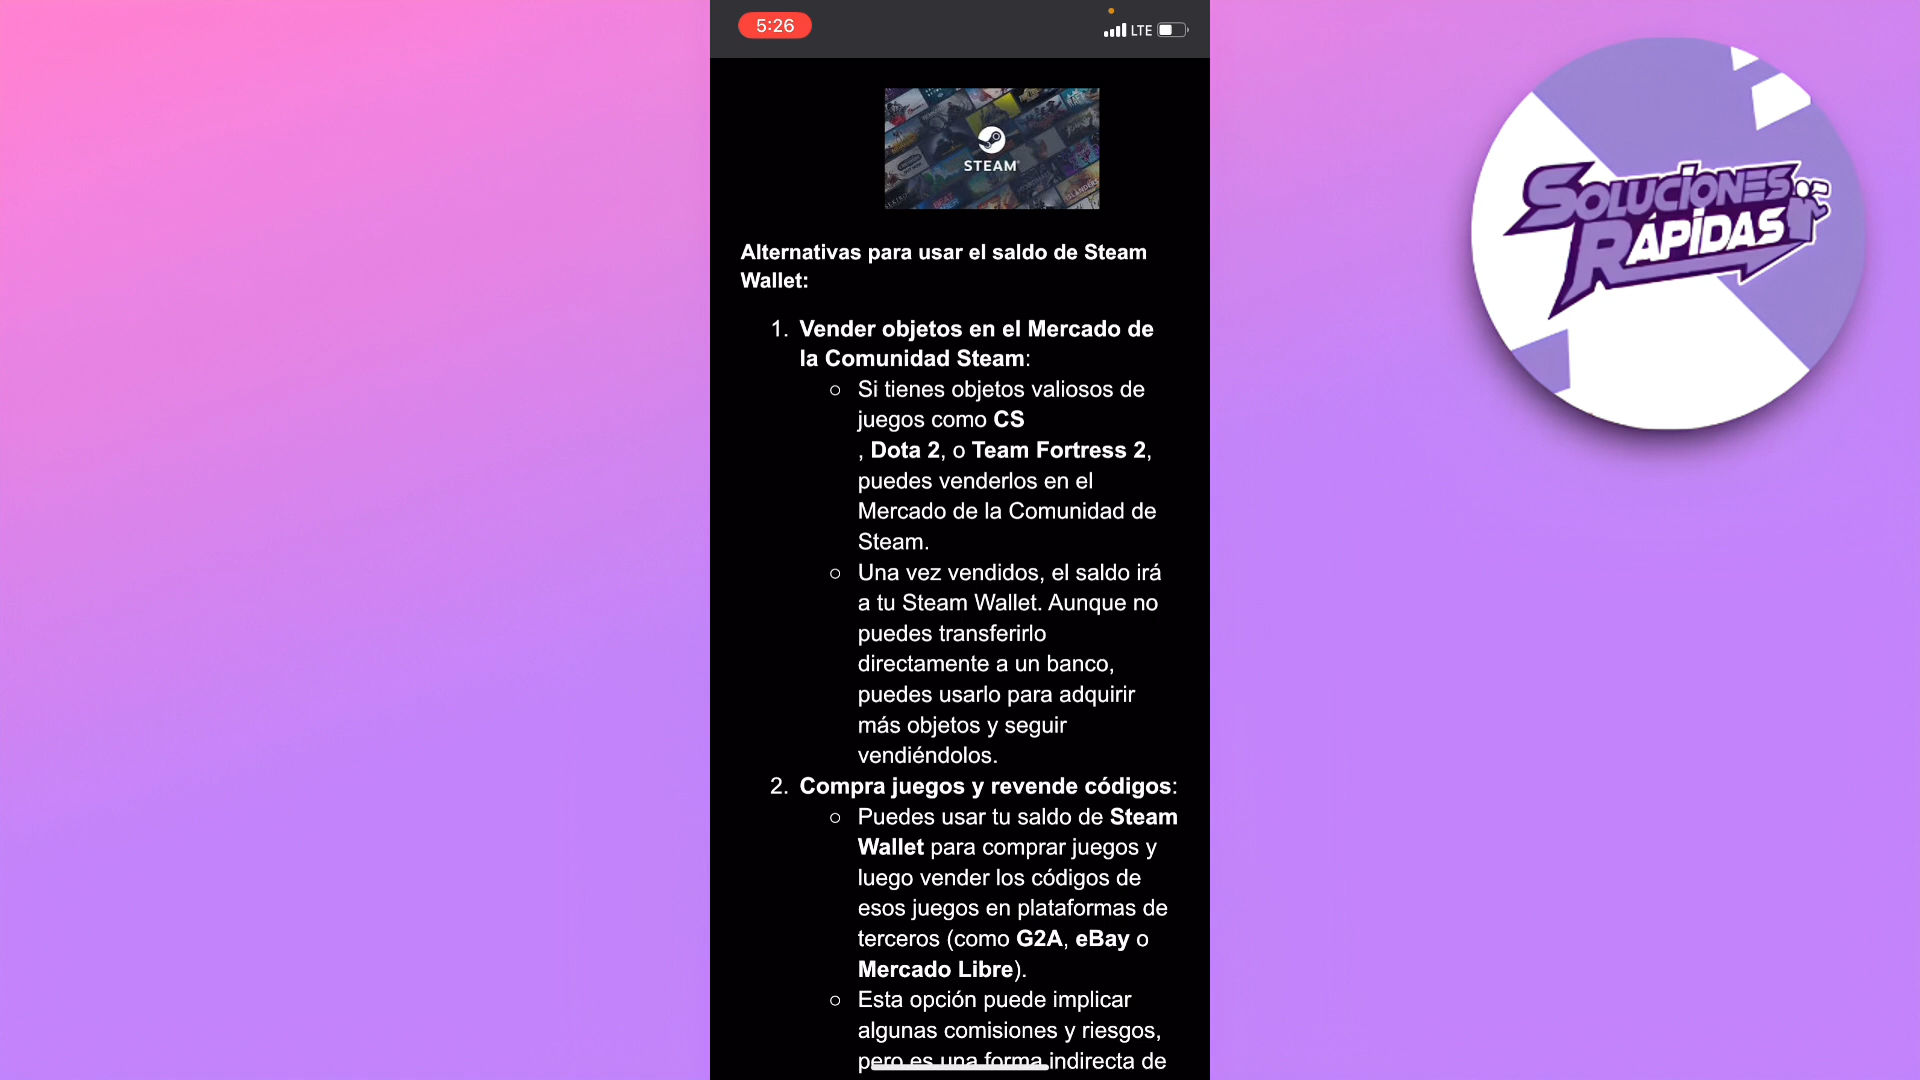 5:26
LTE
STEAM
SOLUCIONES
RÁPIDAS
Alternativas para usar el saldo de Steam
Wallet:
1. Vender objetos en el Mercado de
la Comunidad Steam:
○ Si tienes objetos valiosos de
juegos como CS
, Dota 2, o Team Fortress 2,
puedes venderlos en el
Mercado de la Comunidad de
Steam.
○ Una vez vendidos, el saldo irá
a tu Steam Wallet. Aunque no
puedes transferirlo
directamente a un banco,
puedes usarlo para adquirir
más objetos y seguir
vendiéndolos.
2. Compra juegos y revende códigos:
○ Puedes usar tu saldo de Steam
Wallet para comprar juegos y
luego vender los códigos de
esos juegos en plataformas de
terceros (como G2A, eBay o
Mercado Libre).
○ Esta opción puede implicar
algunas comisiones y riesgos,
pero es una forma indirecta de